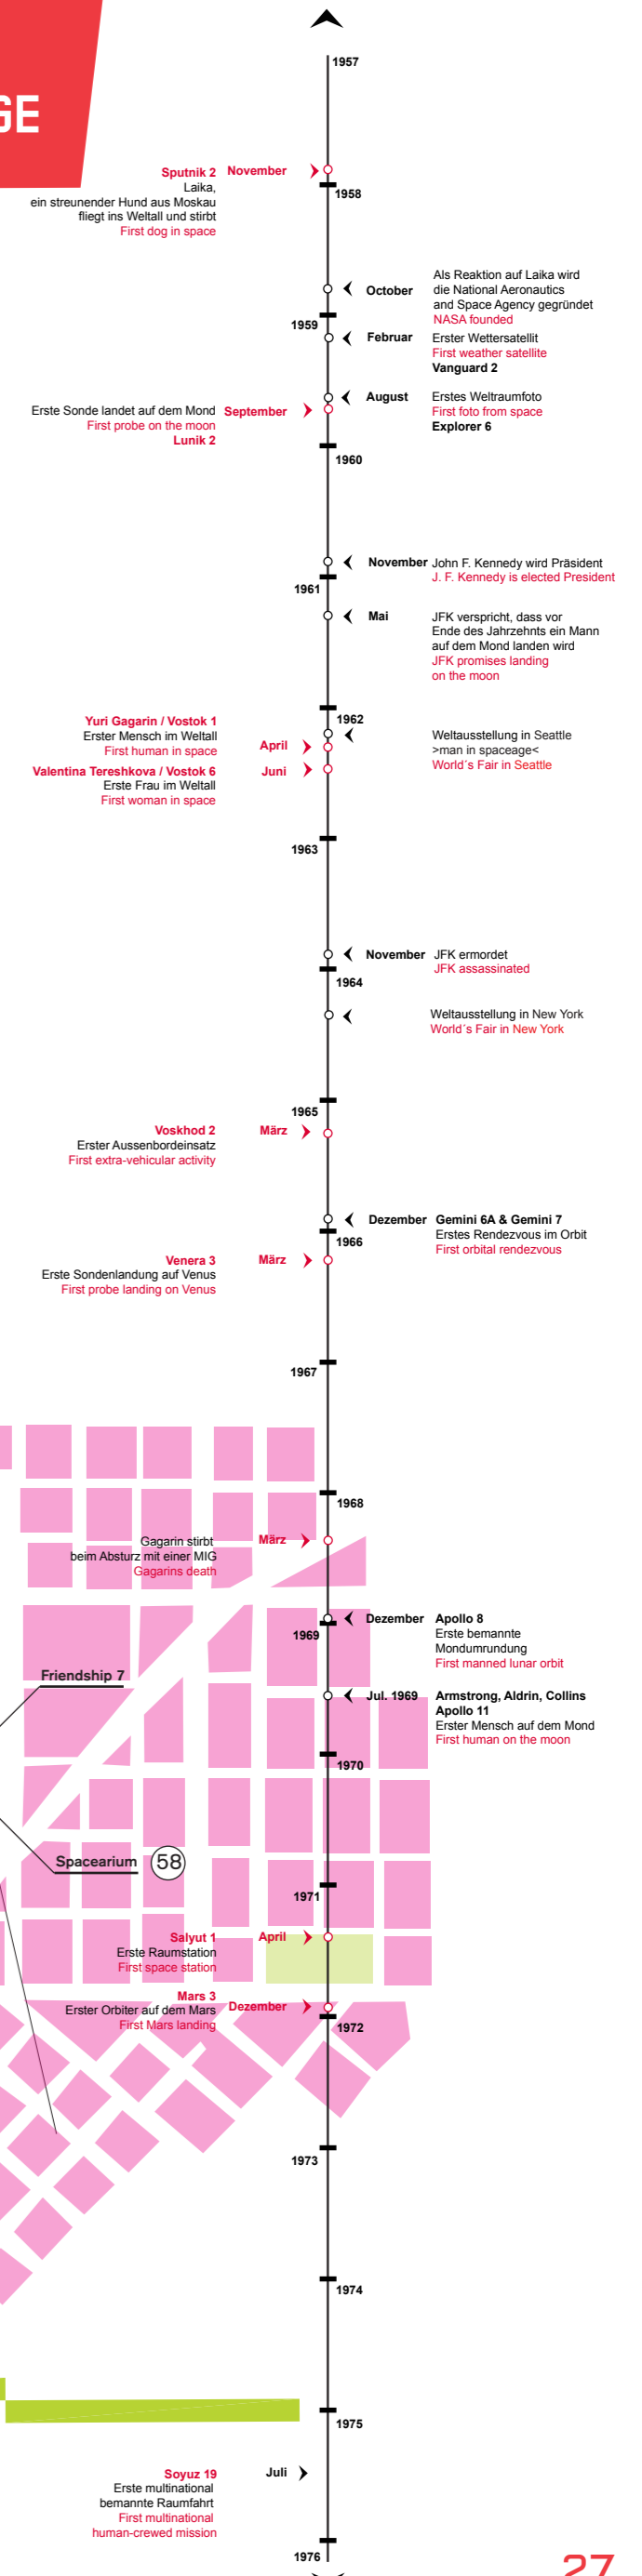 GE
1957
Sputnik 2 November
Laika,
ein streunender Hund aus Moskau
fliegt ins Weltall und stirbt
First dog in space
1958
October
Als Reaktion auf Laika wird
die National Aeronautics
and Space Agency gegründet
NASA founded
1959
Februar Erster Wettersatellit
First weather satellite
Vanguard 2
August Erstes Weltraumfoto
First foto from space
Explorer 6
Erste Sonde landet auf dem Mond September
First probe on the moon
Lunik 2
1960
November John F. Kennedy wird Präsident
J. F. Kennedy is elected President
1961
Mai JFK verspricht, dass vor
Ende des Jahrzehnts ein Mann
auf dem Mond landen wird
JFK promises landing
on the moon
1962
Yuri Gagarin / Vostok 1
Erster Mensch im Weltall
First human in space April
Weltausstellung in Seattle
>man in spaceage<
World´s Fair in Seattle
Valentina Tereshkova / Vostok 6 Juni
Erste Frau im Weltall
First woman in space
1963
November JFK ermordet
JFK assassinated
1964
Weltausstellung in New York
World´s Fair in New York
1965
Voskhod 2 März
Erster Aussenbordeinsatz
First extra-vehicular activity
Dezember Gemini 6A & Gemini 7
Erstes Rendezvous im Orbit
First orbital rendezvous
1966
Venera 3 März
Erste Sondenlandung auf Venus
First probe landing on Venus
1967
1968
Gagarin stirbt März
beim Absturz mit einer MIG
Gagarins death
Dezember Apollo 8
Erste bemannte
Mondumrundung
First manned lunar orbit
1969
Friendship 7
Jul. 1969 Armstrong, Aldrin, Collins
Apollo 11
Erster Mensch auf dem Mond
First human on the moon
1970
Spacearium 58
1971
Salyut 1 April
Erste Raumstation
First space station
Mars 3
Erster Orbiter auf dem Mars Dezember
First Mars landing
1972
1973
1974
1975
Soyuz 19 Juli
Erste multinational
bemannte Raumfahrt
First multinational
human-crewed mission
1976
27